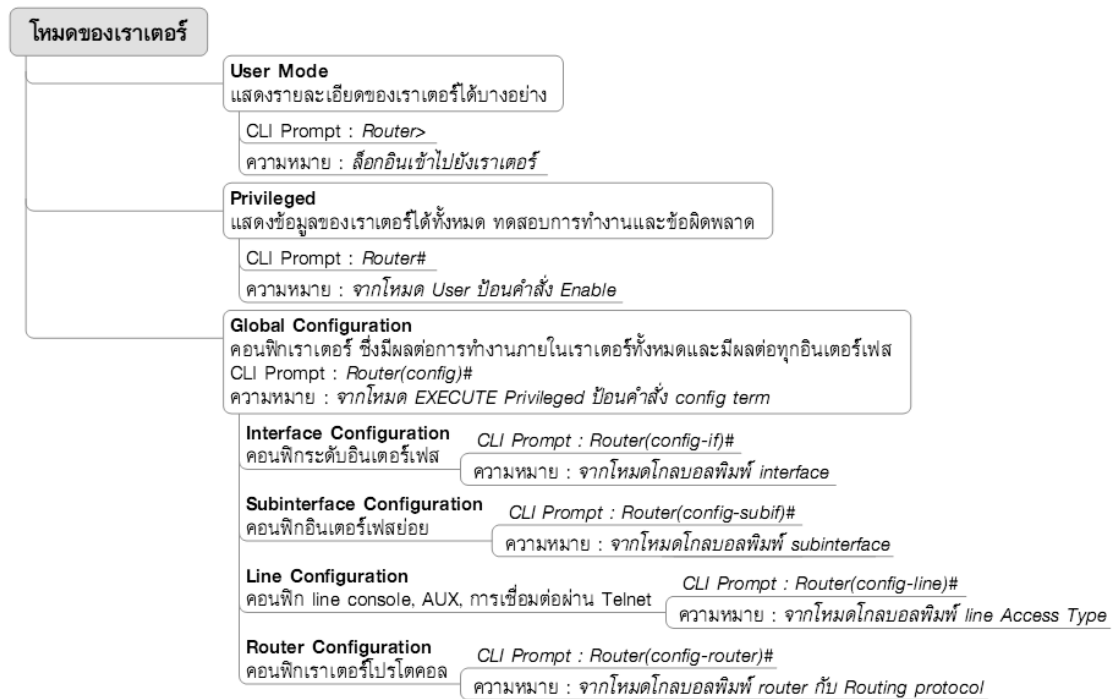 โหมดของเราเตอร์
User Mode
แสดงรายละเอียดของเราเตอร์ได้บางอย่าง
CLI Prompt : Router>
ความหมาย : ล็อกอินเข้าไปยังเราเตอร์
Privileged
แสดงข้อมูลของเราเตอร์ได้ทั้งหมด ทดสอบการทำงานและข้อผิดพลาด
CLI Prompt : Router#
ความหมาย : จากโหมด User ป้อนคำสั่ง Enable
Global Configuration
คอนฟิกเราเตอร์ ซึ่งมีผลต่อการทำงานภายในเราเตอร์ทั้งหมดและมีผลต่อทุกอินเตอร์เฟส
CLI Prompt : Router(config)#
ความหมาย : จากโหมด EXECUTE Privileged ป้อนคำสั่ง config term
Interface Configuration
คอนฟิกระดับอินเตอร์เฟส
CLI Prompt : Router(config-if)#
ความหมาย : จากโหมดโกลบอลพิมพ์ interface
Subinterface Configuration
คอนฟิกอินเตอร์เฟสย่อย
CLI Prompt : Router(config-subif)#
ความหมาย : จากโหมดโกลบอลพิมพ์ subinterface
Line Configuration
คอนฟิก line console, AUX, การเชื่อมต่อผ่าน Telnet
CLI Prompt : Router(config-line)#
ความหมาย : จากโหมดโกลบอลพิมพ์ line Access Type
Router Configuration
คอนฟิกเราเตอร์โปรโตคอล
CLI Prompt : Router(config-router)#
ความหมาย : จากโหมดโกลบอลพิมพ์ router กับ Routing protocol